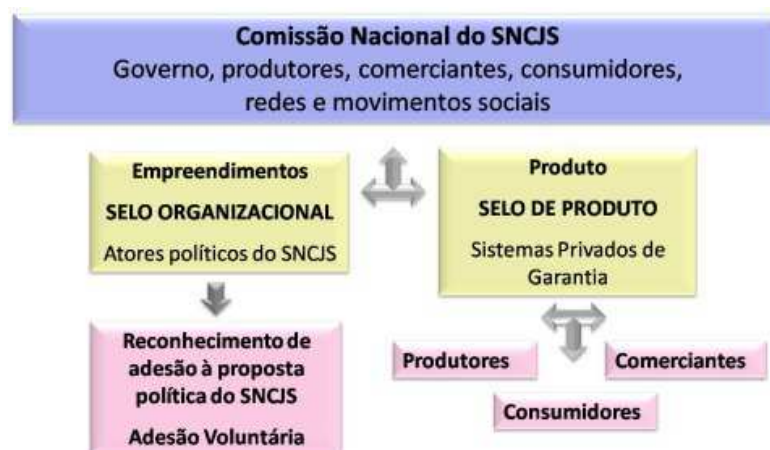 Comissão Nacional do SNCJS
Governo, produtores, comerciantes, consumidores,
redes e movimentos sociais
Empreendimentos
SELO ORGANIZACIONAL
Atores políticos do SNCJS
Produto
SELO DE PRODUTO
Sistemas Privados de
Garantia
Reconhecimento de
adesão à proposta
política do SNCJS
Adesão Voluntária
Produtores
Comerciantes
Consumidores